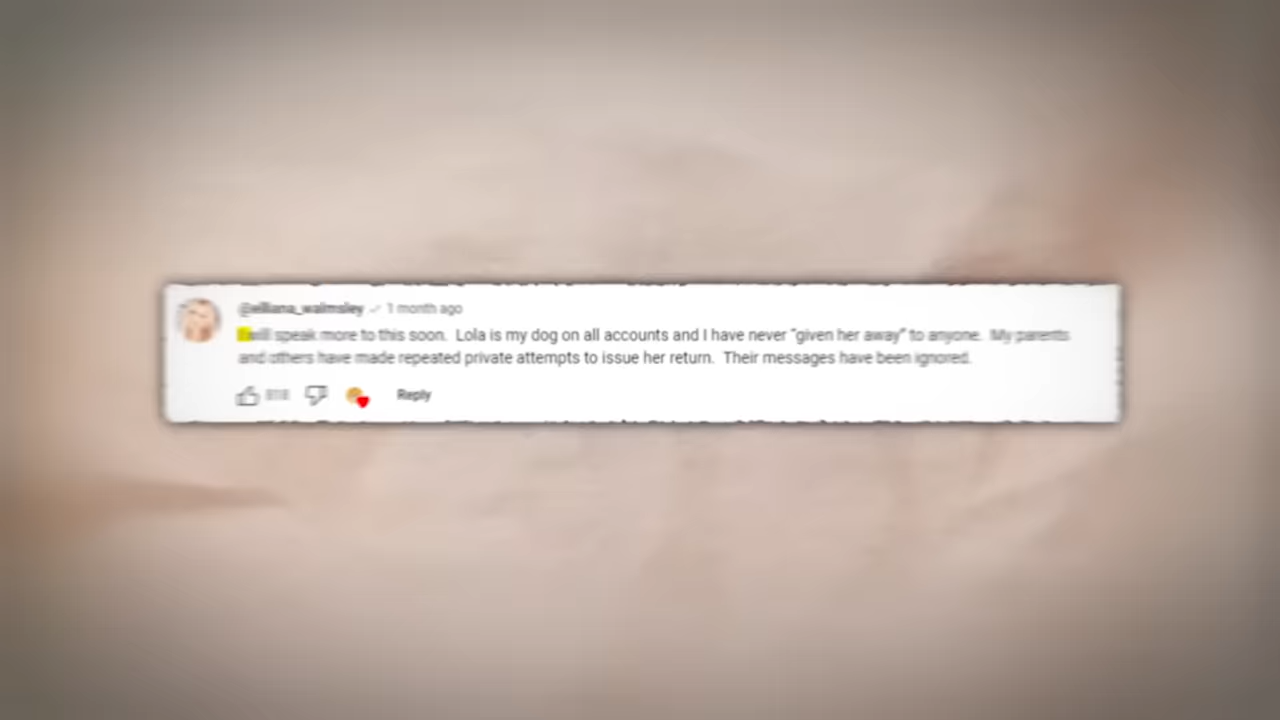 @elliana_walmsley 1 month ago
I will speak more to this soon. Lola is my dog on all accounts and I have never "given her away" to anyone. My parents
and others have made repeated private attempts to issue her return. Their messages have been ignored.
818 Reply